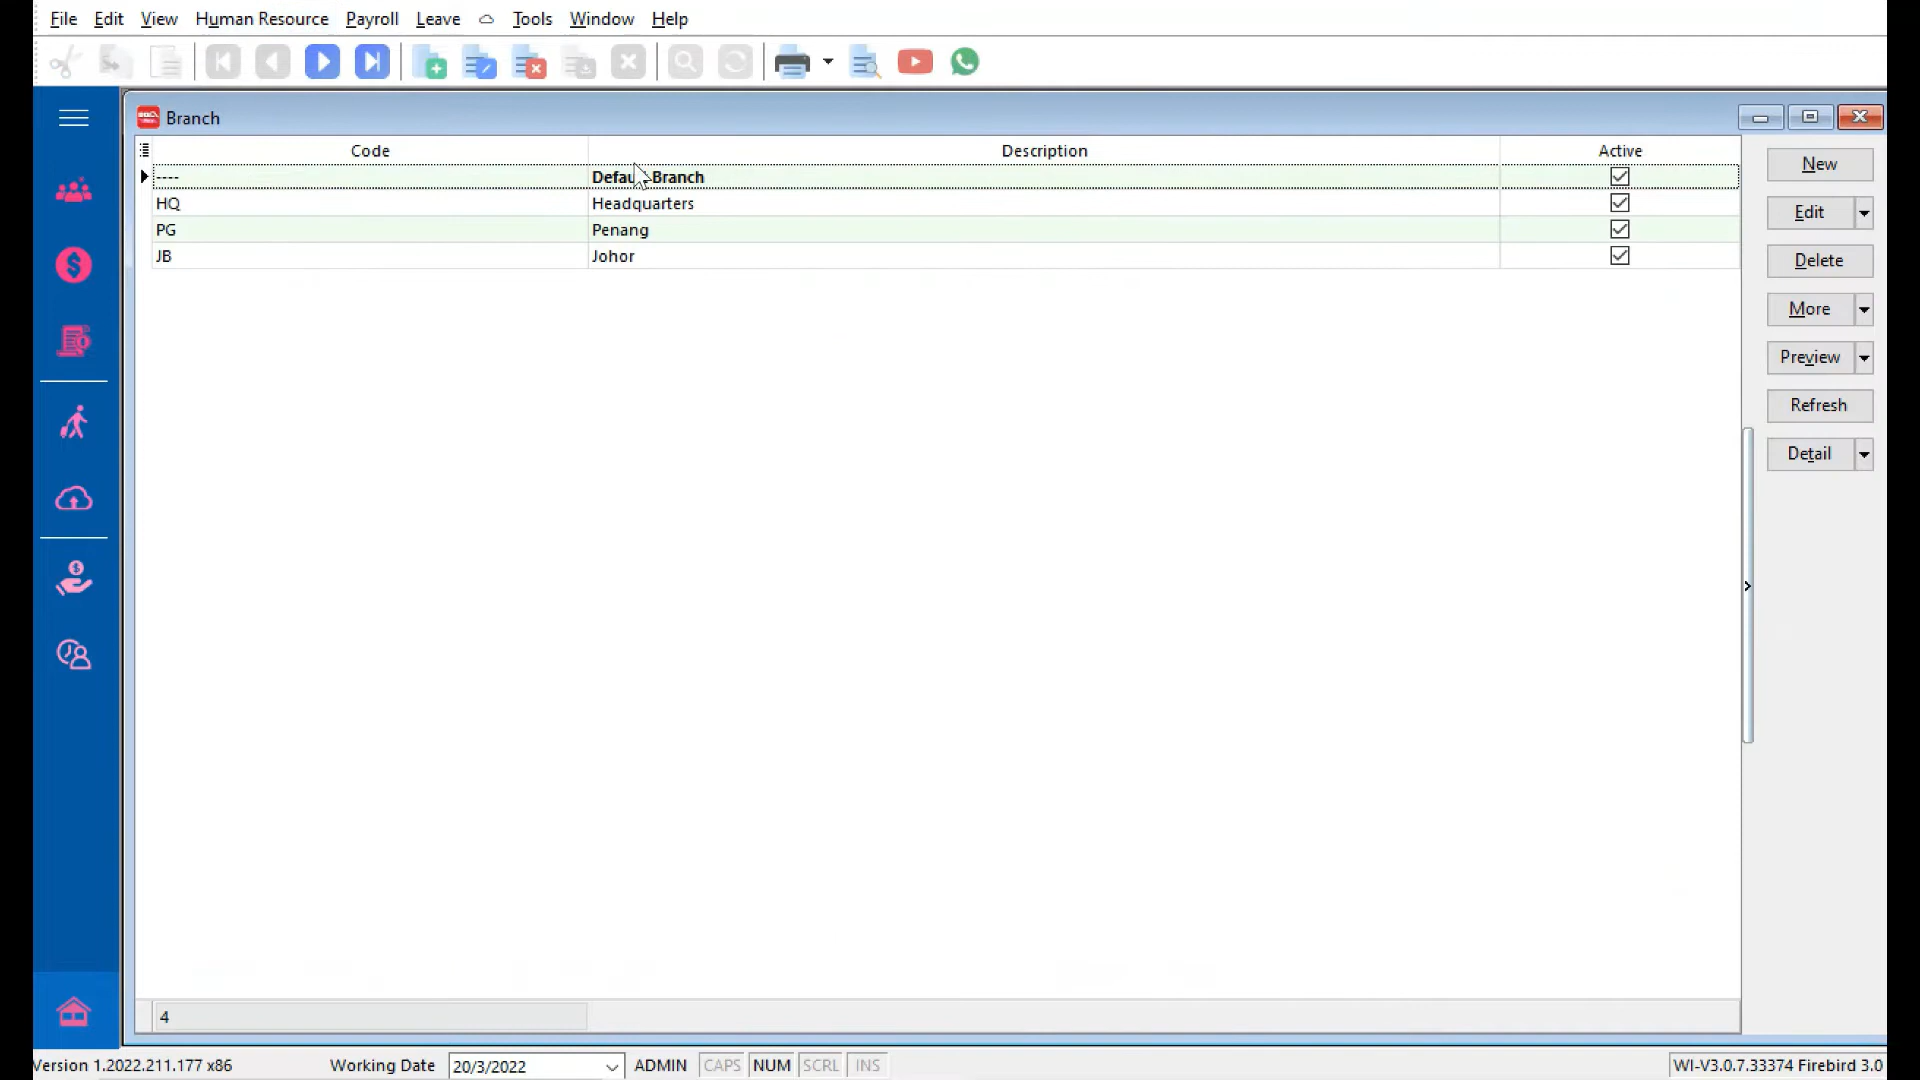 File Edit View Human Resource Payroll Leave Tools Window Help
Branch
Code Description Active
---- Default Branch
HQ Headquarters
PG Penang
JB Johor
New
Edit
Delete
More
Preview
Refresh
Detail
4
Version 1.2022.211.177 x86 Working Date 20/3/2022 ADMIN CAPS NUM SCRL INS WI-V3.0.7.33374 Firebird 3.0